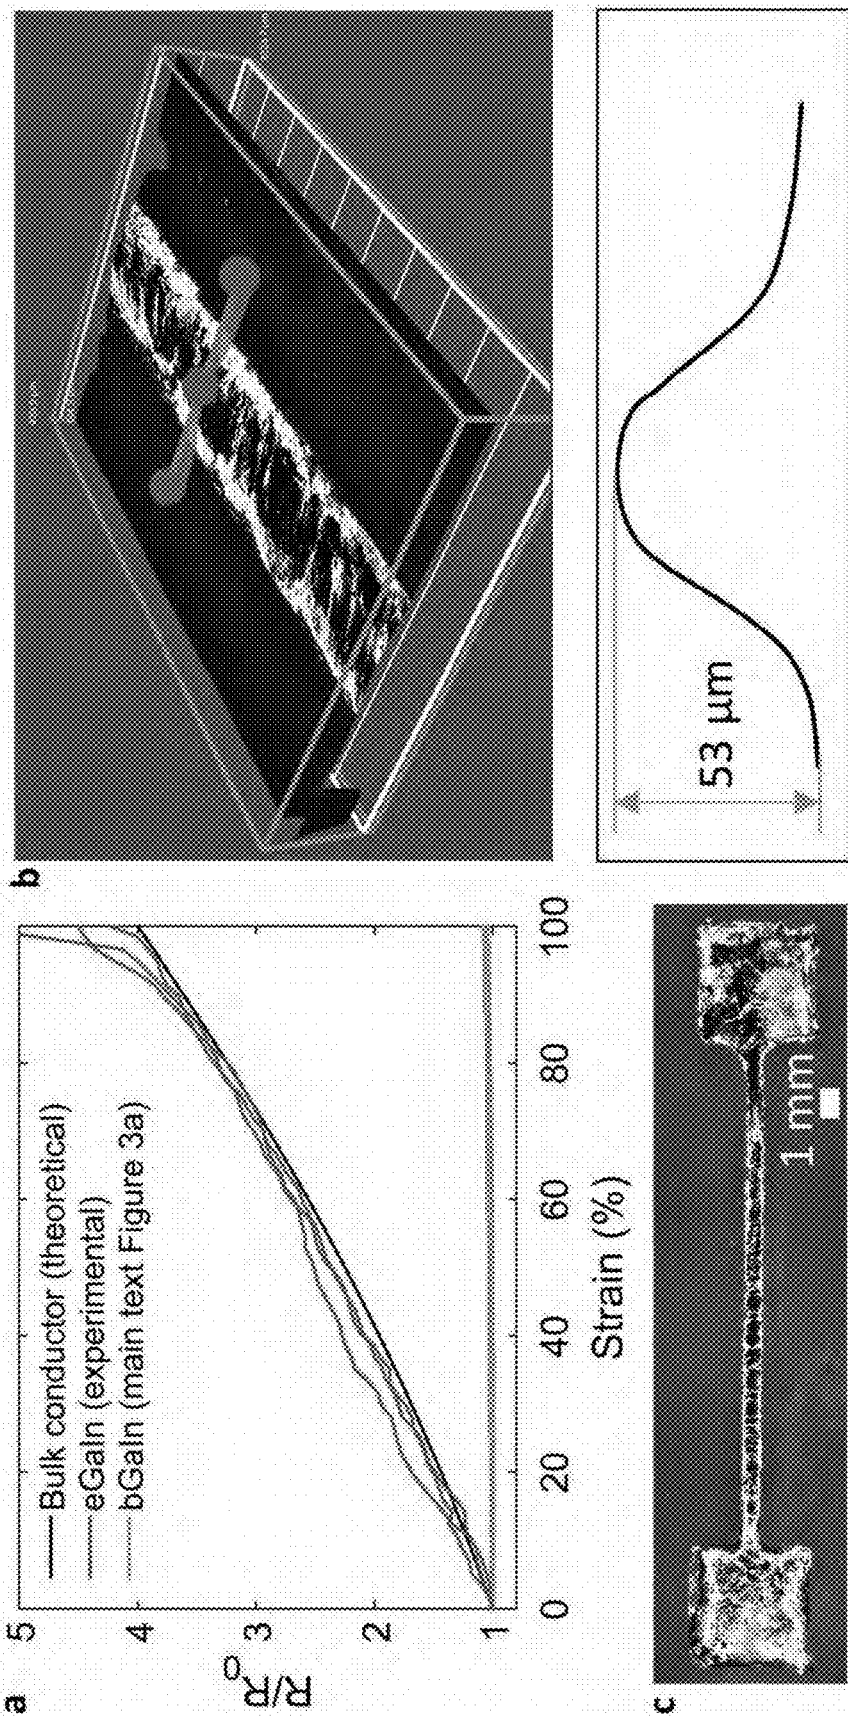 a
5
4
3
2
1
R/R0
Bulk conductor (theoretical)
eGaIn (experimental)
bGaIn (main text Figure 3a)
0
20
40
60
80
100
Strain (%)
b
53 μm
c
1 mm